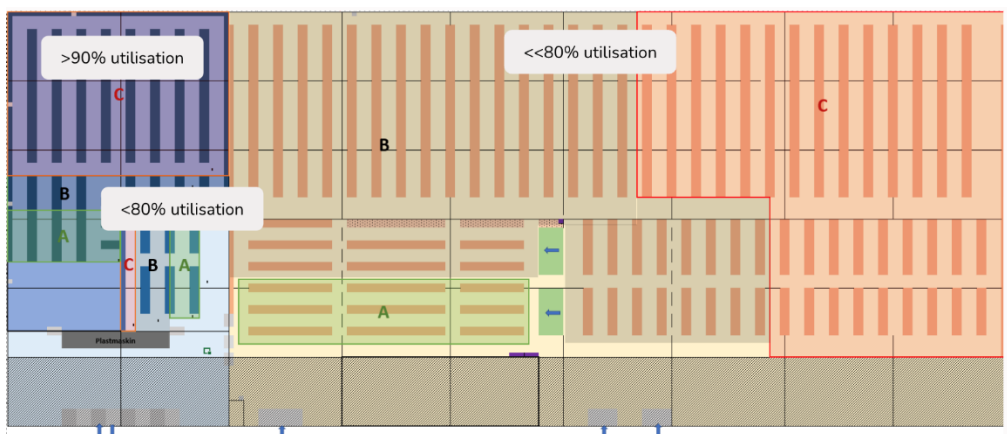 >90% utilisation
<<80% utilisation
C
C
B
B
<80% utilisation
A
C
B
A
A
Plastmaskin